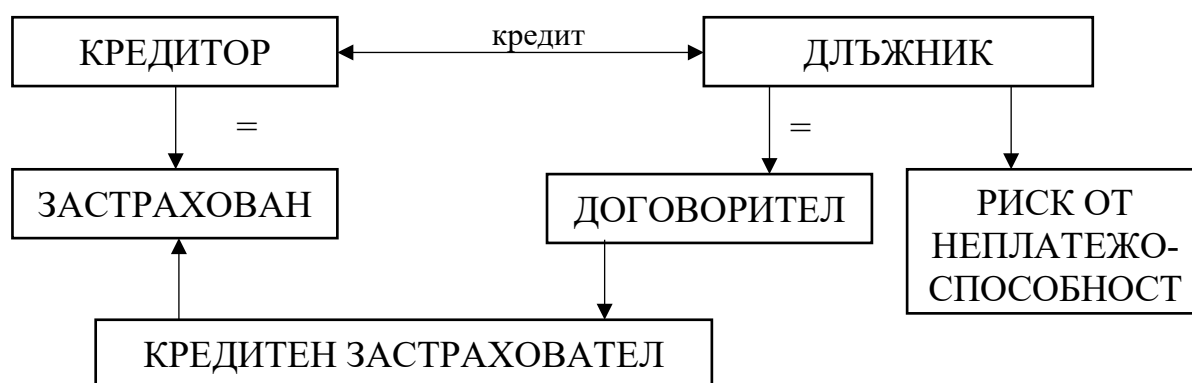 КРЕДИТОР
кредит
ДЛЪЖНИК
=
=
ЗАСТРАХОВАН
ДОГОВОРИТЕЛ
РИСК ОТ
НЕПЛАТЕЖО-
СПОСОБНОСТ
КРЕДИТЕН ЗАСТРАХОВАТЕЛ